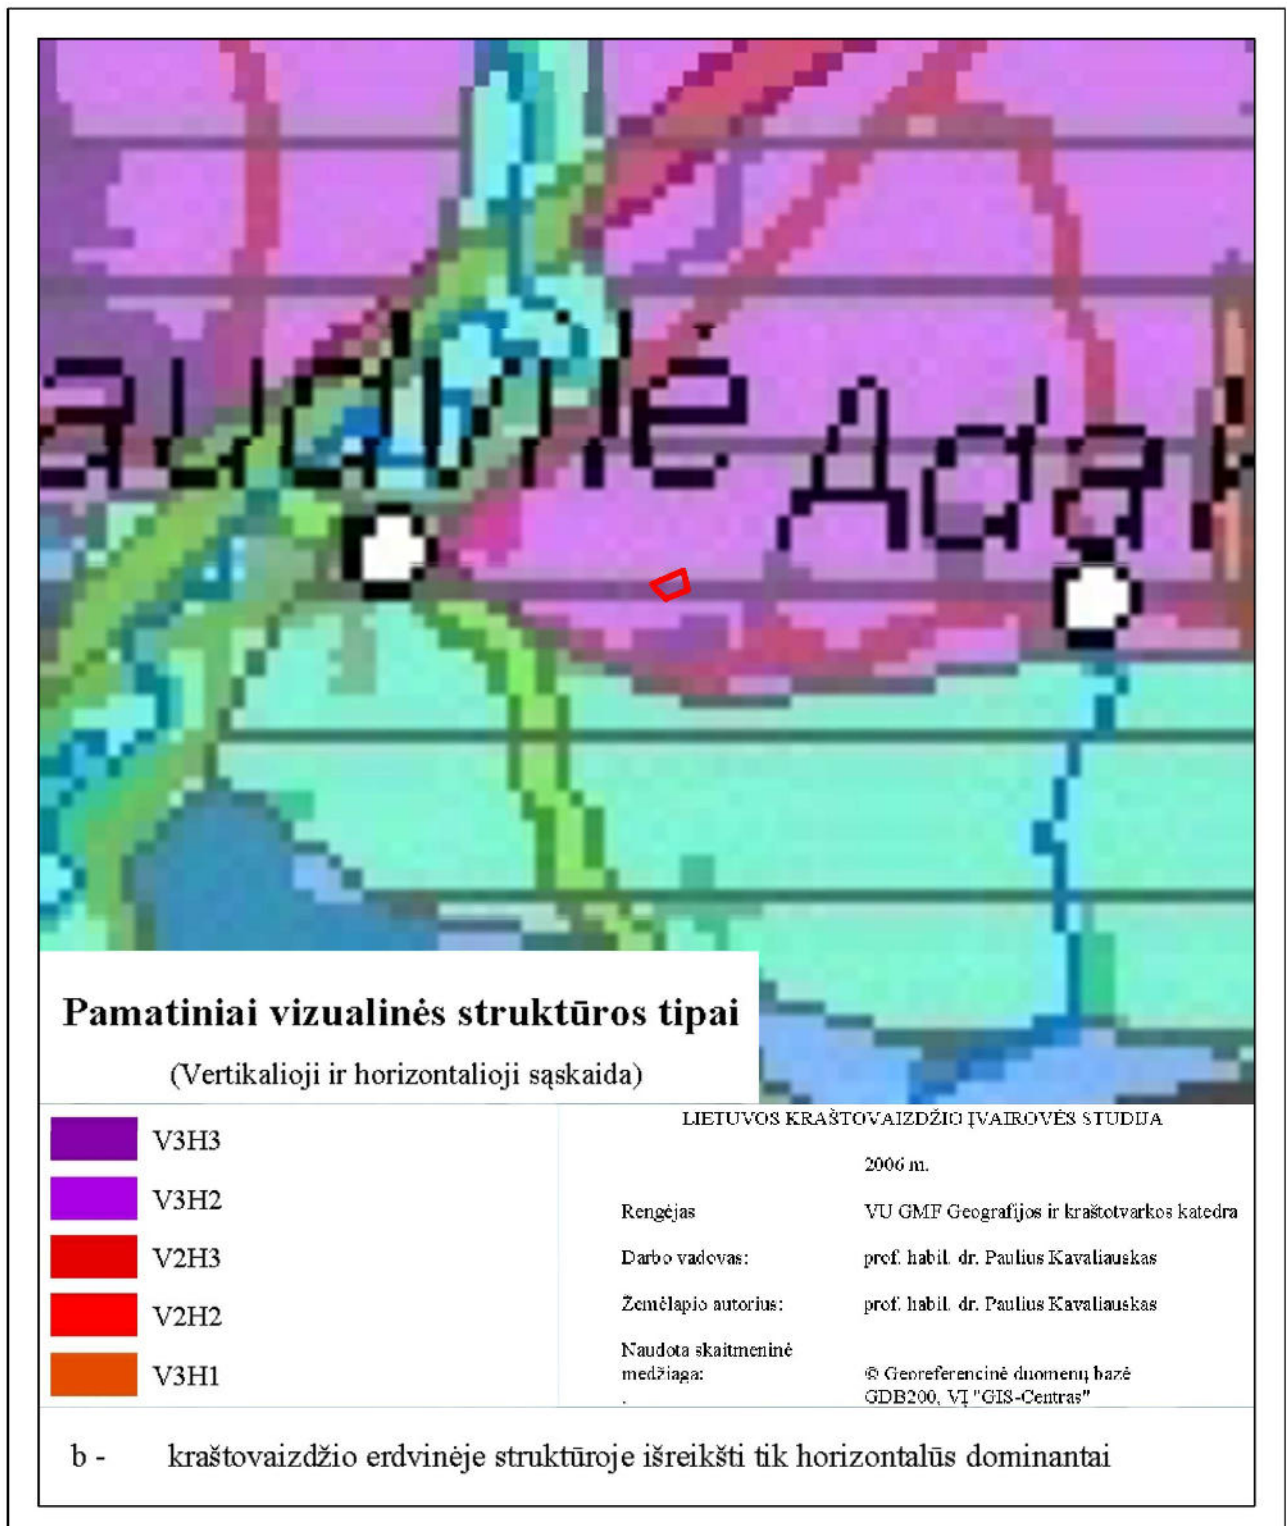 Pamatiniai vizualinės struktūros tipai
(Vertikalioji ir horizontalioji sąskaida)
V3H3
V3H2
V2H3
V2H2
V3H1
LIETUVOS KRAŠTOVAIZDŽIO ĮVAIROVĖS STUDIJA
2006 m.
Rengėjas VU GMF Geografijos ir kraštotvarkos katedra
Darbo vadovas: prof. habil. dr. Paulius Kavaliauskas
Žemėlapio autorius: prof. habil. dr. Paulius Kavaliauskas
Naudota skaitmeninė
medžiaga: © Georeferencinė duomenų bazė
GDB200, VĮ "GIS-Centras"
b - kraštovaizdžio erdvinėje struktūroje išreikšti tik horizontalūs dominantai